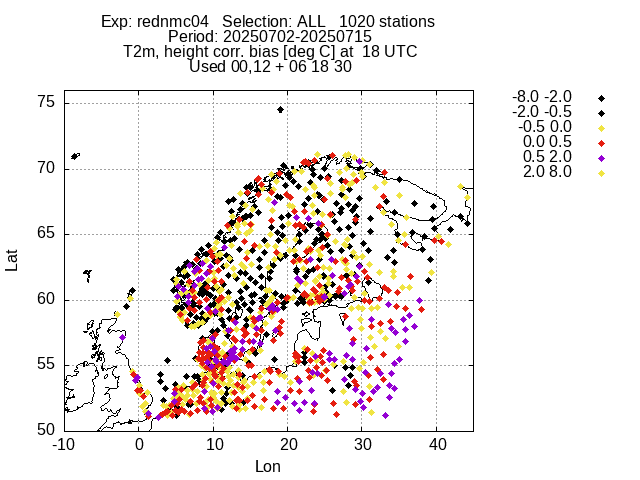 Exp: rednmc04   Selection: ALL   1020 stations
Period: 20250702-20250715
T2m, height corr. bias [deg C] at  18 UTC
Used 00,12 + 06 18 30
-8.0 -2.0
-2.0 -0.5
-0.5 0.0
0.0 0.5
0.5 2.0
2.0 8.0
75
70
65
60
55
50
Lat
-10 0 10 20 30 40
Lon